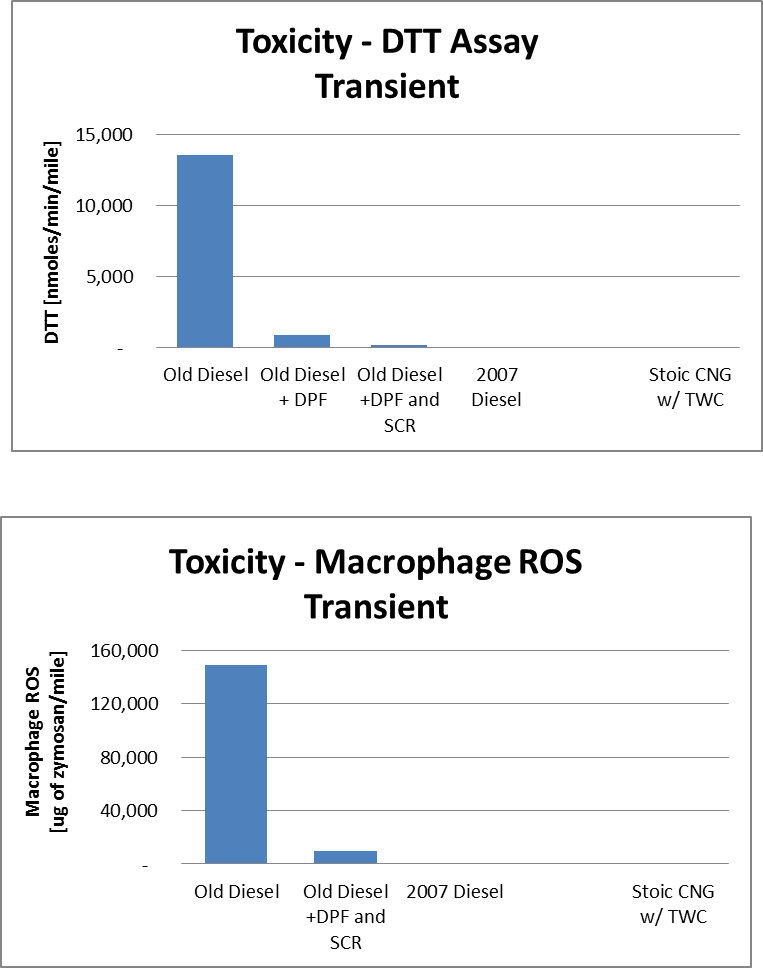 Toxicity - DTT Assay
Transient
DTT [nmoles/min/mile]
15,000
10,000
5,000
-
Old Diesel
Old Diesel
+ DPF
Old Diesel
+DPF and
SCR
2007
Diesel
Stoic CNG
w/ TWC
Toxicity - Macrophage ROS
Transient
Macrophage ROS
[ug of zymosan/mile]
160,000
120,000
80,000
40,000
-
Old Diesel
Old Diesel
+DPF and
SCR
2007 Diesel
Stoic CNG
w/ TWC